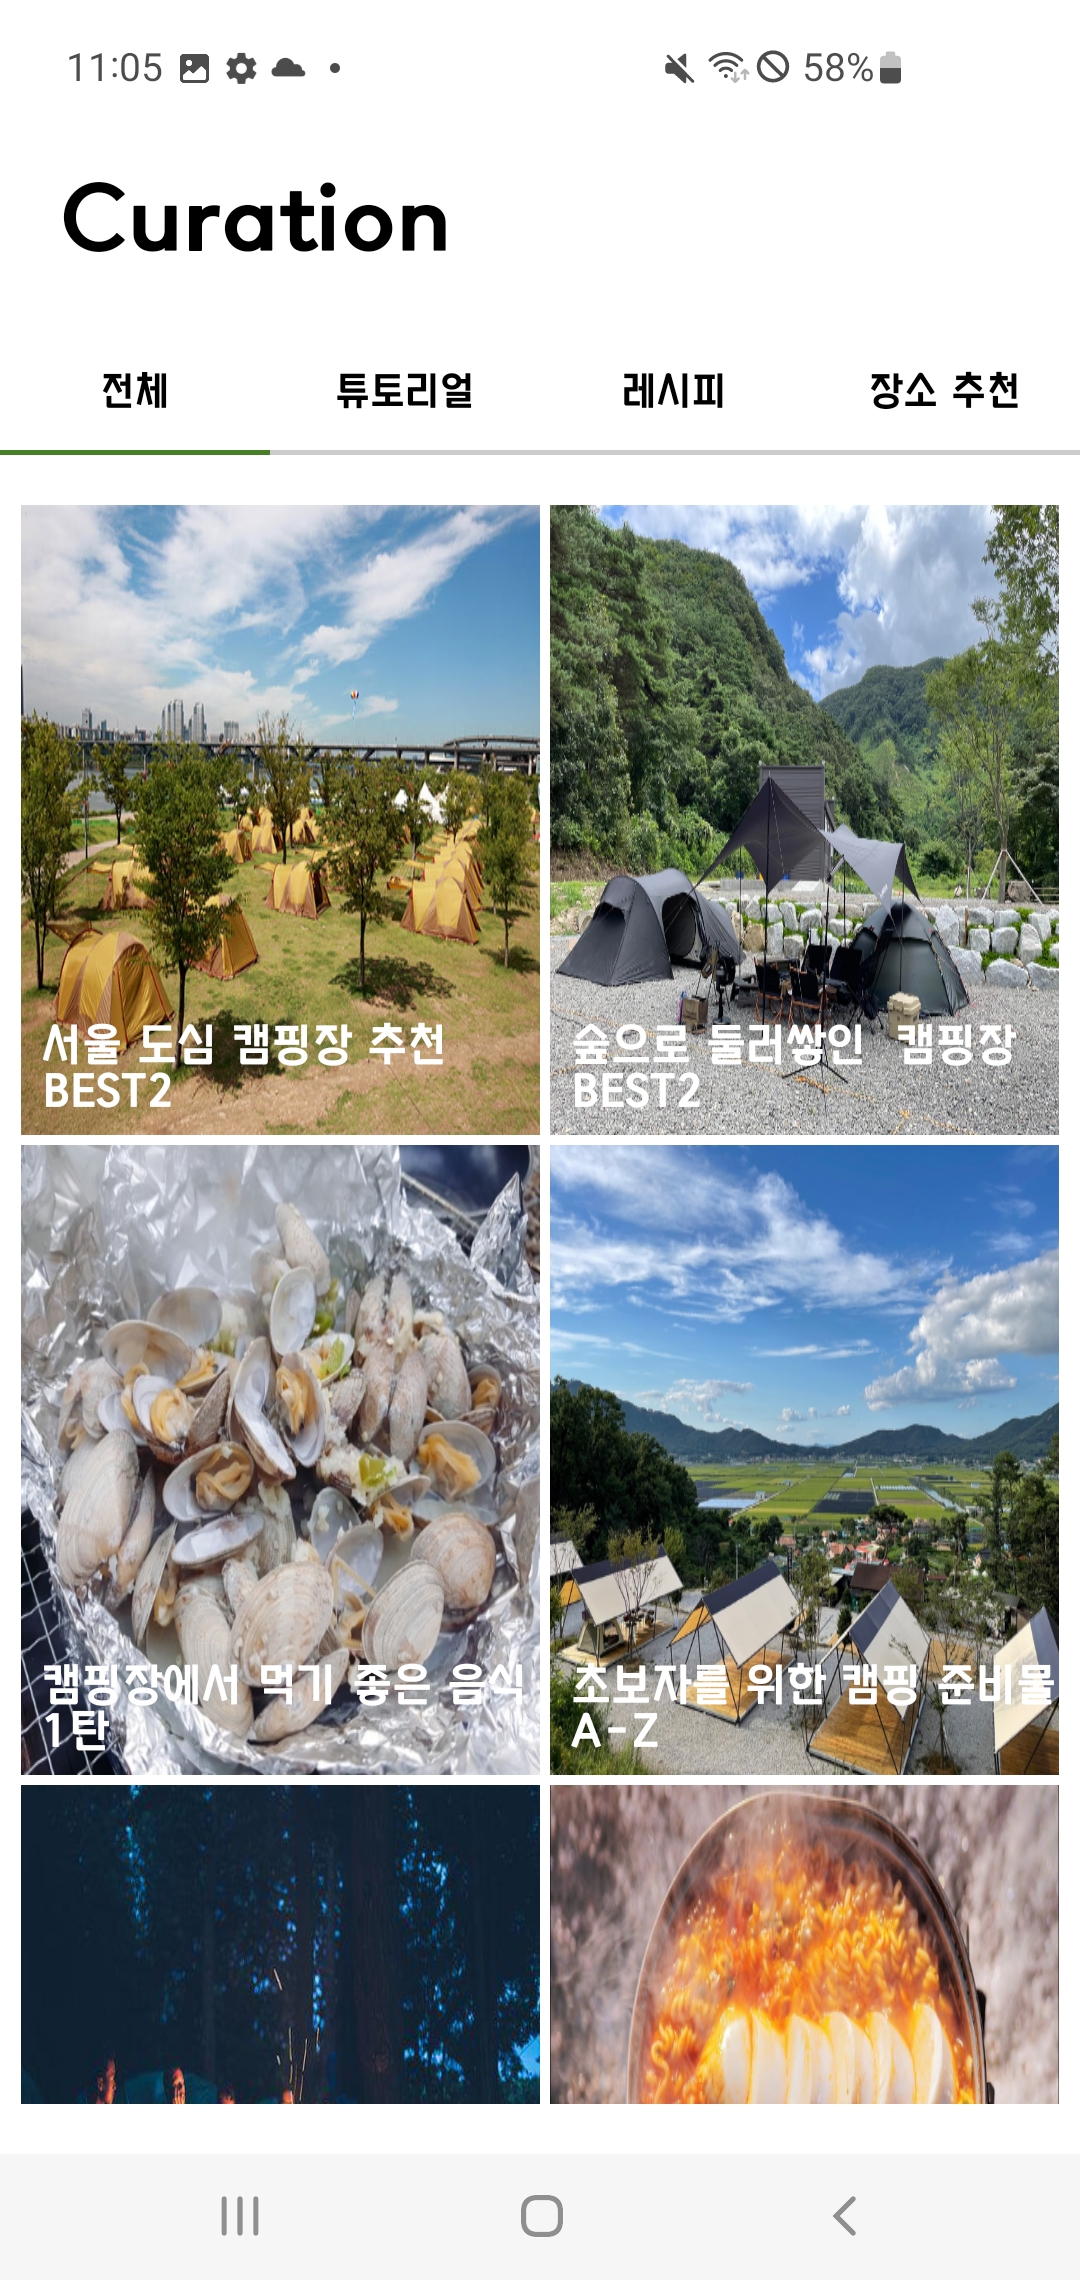 11:05
58%
Curation
전체
튜토리얼
레시피
장소 추천
서울 도심 캠핑장 추천
BEST2
숲으로 둘러쌓인 캠핑장
BEST2
캠핑장에서 먹기 좋은 음식
1탄
초보자를 위한 캠핑 준비물
A-Z